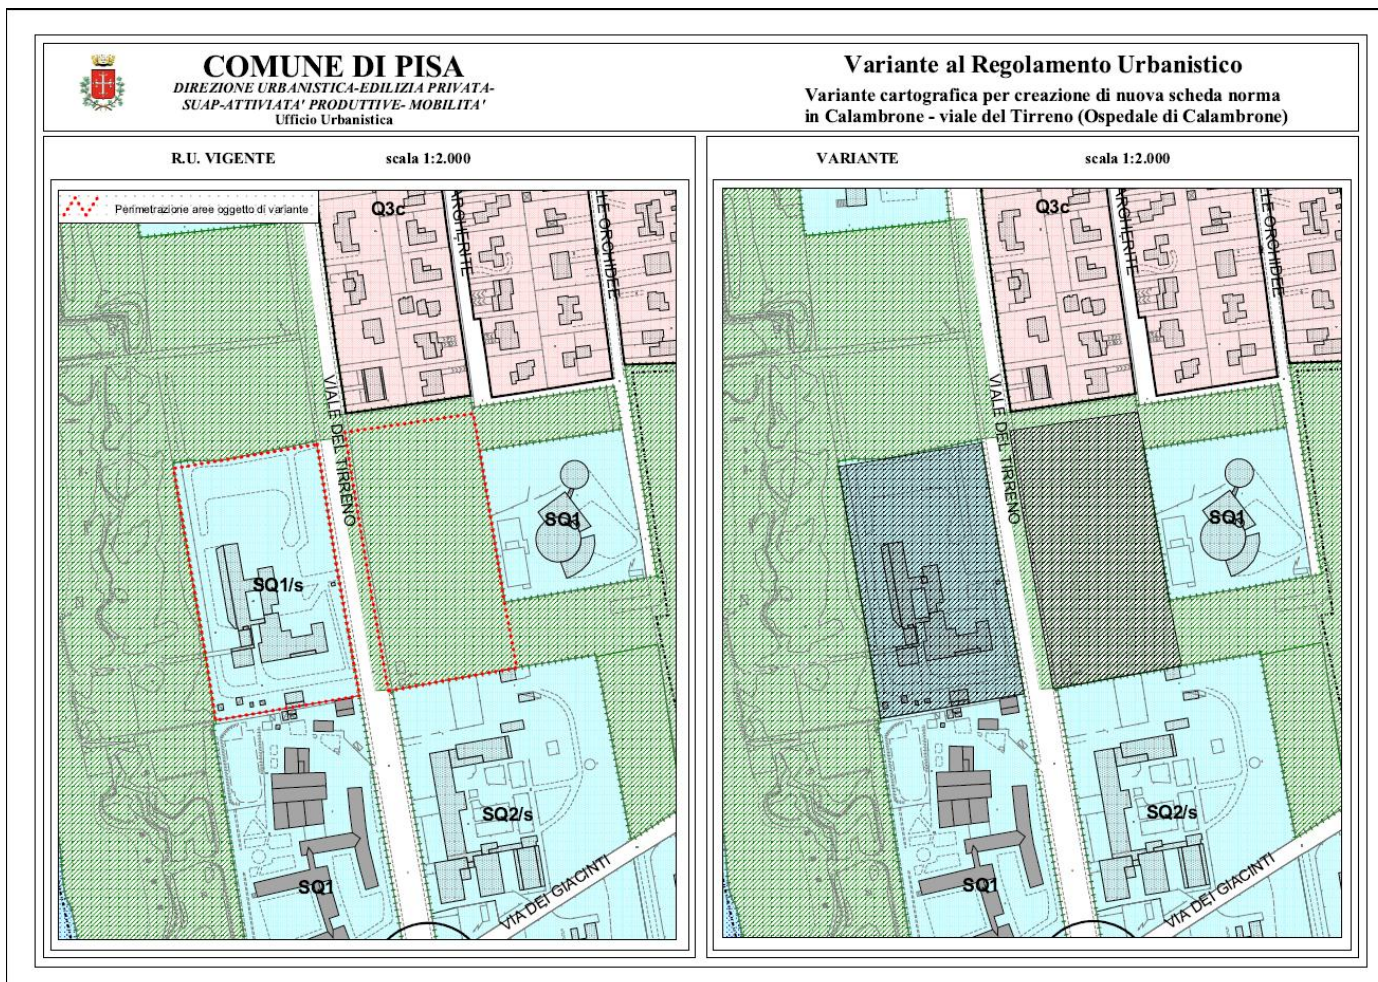 COMUNE DI PISA
DIREZIONE URBANISTICA-EDILIZIA PRIVATA-
SUAP-ATTIVIATA' PRODUTTIVE- MOBILITA'
Ufficio Urbanistica
Variante al Regolamento Urbanistico
Variante cartografica per creazione di nuova scheda norma
in Calambrone - viale del Tirreno (Ospedale di Calambrone)
R.U. VIGENTE
scala 1:2.000
Perimetrazione aree oggetto di variante
Q3c
ARGHERITE
LE ORCHIDEE
VIALE DEL TIRRENO
SQ1
SQ1/s
SQ2/s
SQ1
VIA DEI GIACINTI
VARIANTE
scala 1:2.000
Q3c
ARGHERITE
LE ORCHIDEE
VIALE DEL TIRRENO
SQ1
SQ2/s
SQ1
VIA DEI GIACINTI